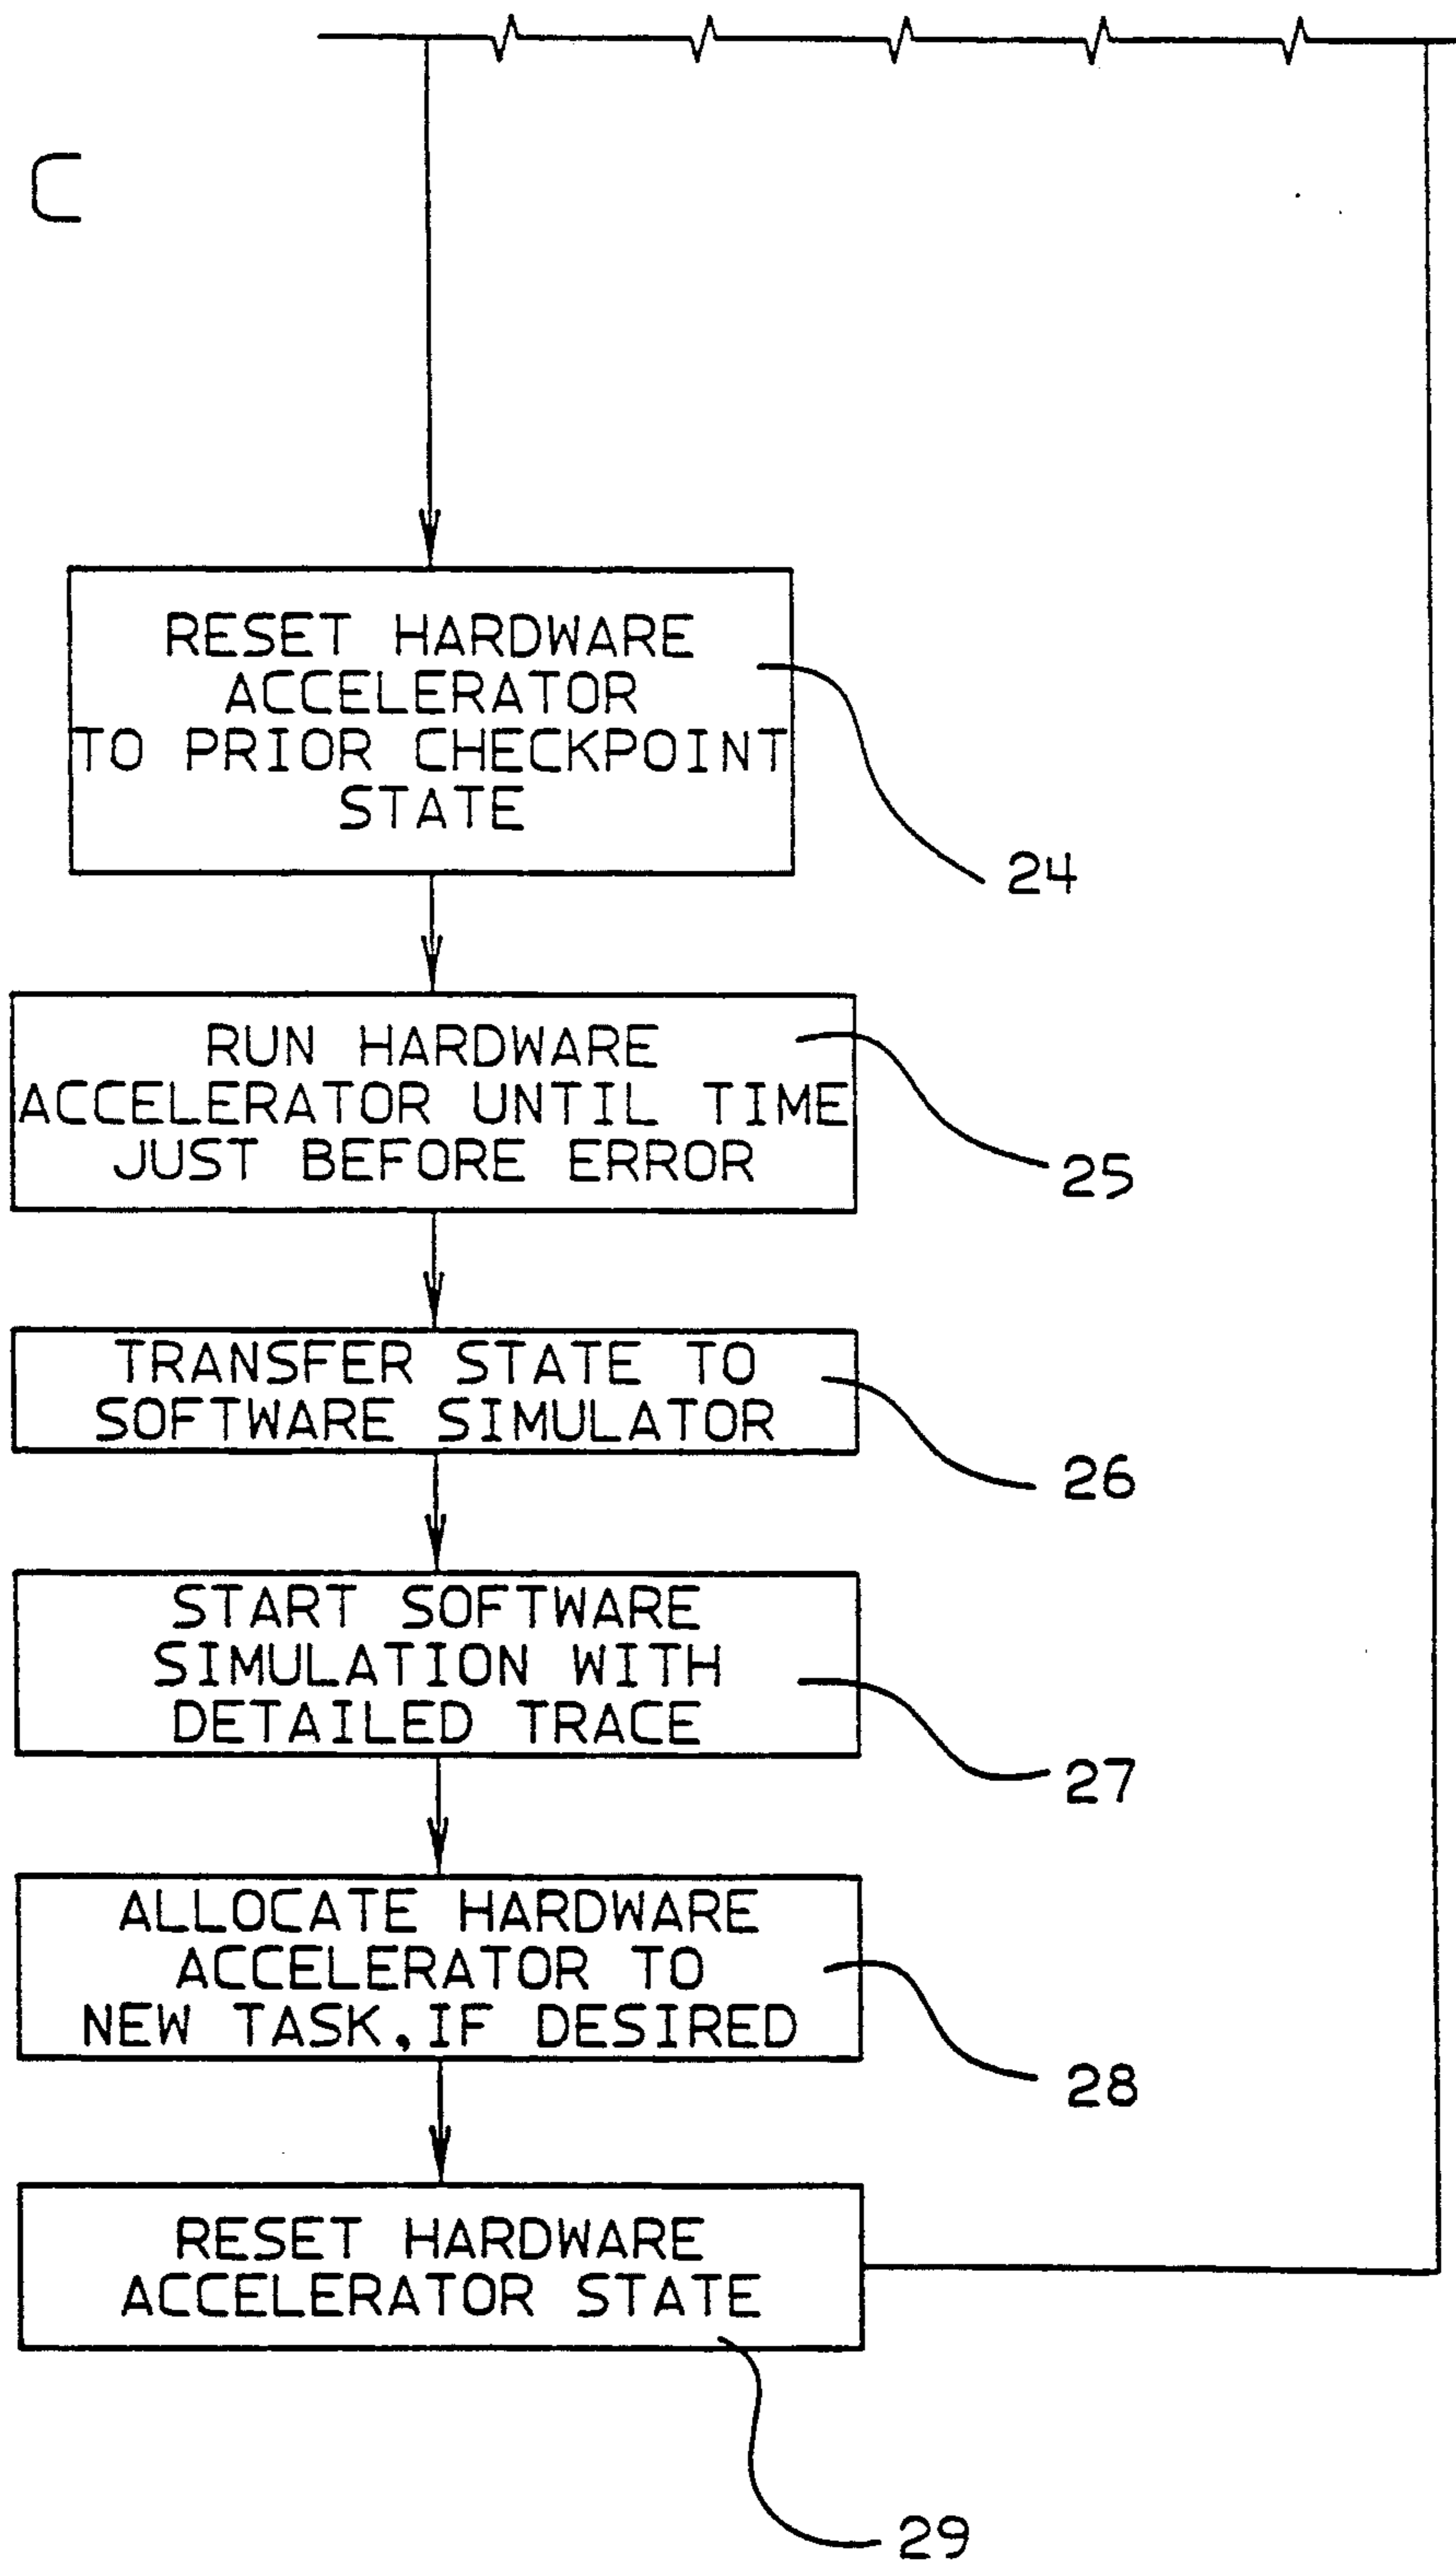 RESET HARDWARE
ACCELERATOR
TO PRIOR CHECKPOINT
STATE
24
RUN HARDWARE
ACCELERATOR UNTIL TIME
JUST BEFORE ERROR
25
TRANSFER STATE TO
SOFTWARE SIMULATOR
26
START SOFTWARE
SIMULATION WITH
DETAILED TRACE
27
ALLOCATE HARDWARE
ACCELERATOR TO
NEW TASK, IF DESIRED
28
RESET HARDWARE
ACCELERATOR STATE
29